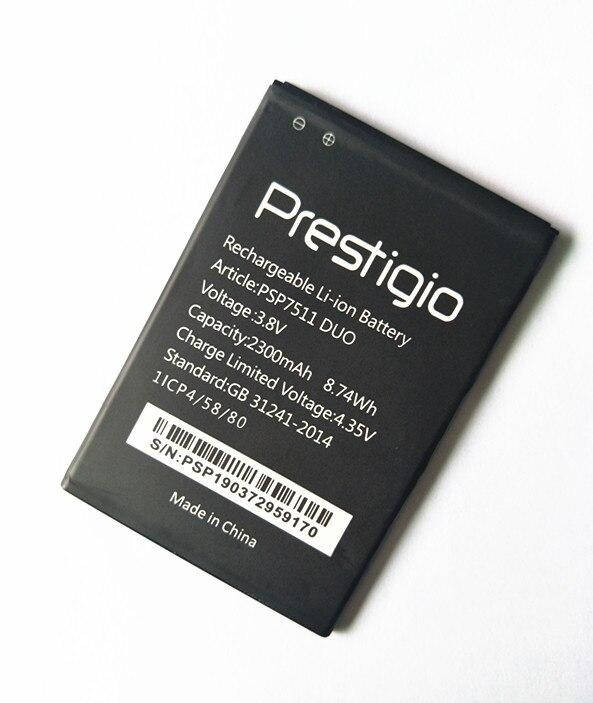 Prestigio
Rechargeable Li-ion Battery
Article:PSP7511 DUO
Voltage:3.8V
Capacity:2300mAh 8.74Wh
Charge Limited Voltage:4.35V
Standard:GB 31241-2014
1ICP4/58/80
S/N:PSP190372959170
Made in China